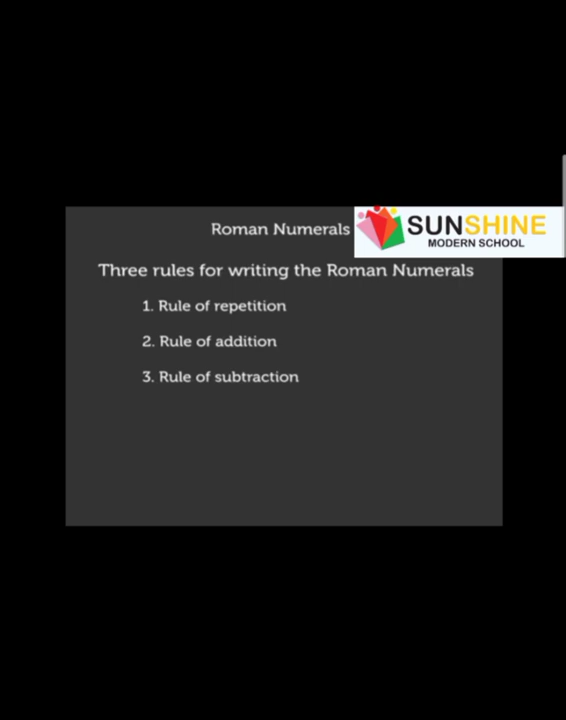 Roman Numerals
SUNSHINE
MODERN SCHOOL
Three rules for writing the Roman Numerals
1. Rule of repetition
2. Rule of addition
3. Rule of subtraction